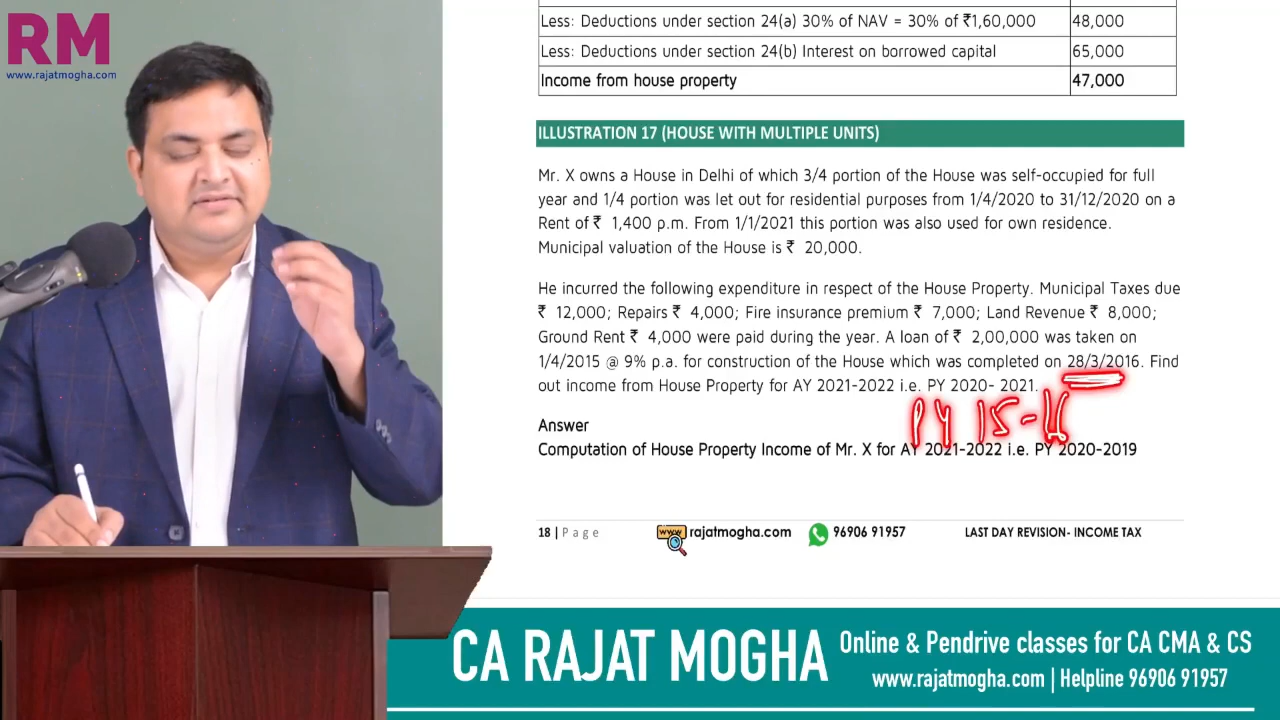 RM
www.rajatmogha.com
Less: Deductions under section 24(a) 30% of NAV = 30% of ₹1,60,000 48,000
Less: Deductions under section 24(b) Interest on borrowed capital 65,000
Income from house property 47,000
ILLUSTRATION 17 (HOUSE WITH MULTIPLE UNITS)
Mr. X owns a House in Delhi of which 3/4 portion of the House was self-occupied for full
year and 1/4 portion was let out for residential purposes from 1/4/2020 to 31/12/2020 on a
Rent of ₹ 1,400 p.m. From 1/1/2021 this portion was also used for own residence.
Municipal valuation of the House is ₹ 20,000.
He incurred the following expenditure in respect of the House Property. Municipal Taxes due
₹ 12,000; Repairs ₹ 4,000; Fire insurance premium ₹ 7,000; Land Revenue ₹ 8,000;
Ground Rent ₹ 4,000 were paid during the year. A loan of ₹ 2,00,000 was taken on
1/4/2015 @ 9% p.a. for construction of the House which was completed on 28/3/2016. Find
out income from House Property for AY 2021-2022 i.e. PY 2020- 2021.
PY 15-16
Answer
Computation of House Property Income of Mr. X for AY 2021-2022 i.e. PY 2020-2019
18 | Page www rajatmogha.com 96906 91957 LAST DAY REVISION- INCOME TAX
CA RAJAT MOGHA
Online & Pendrive classes for CA CMA & CS
www.rajatmogha.com | Helpline 96906 91957